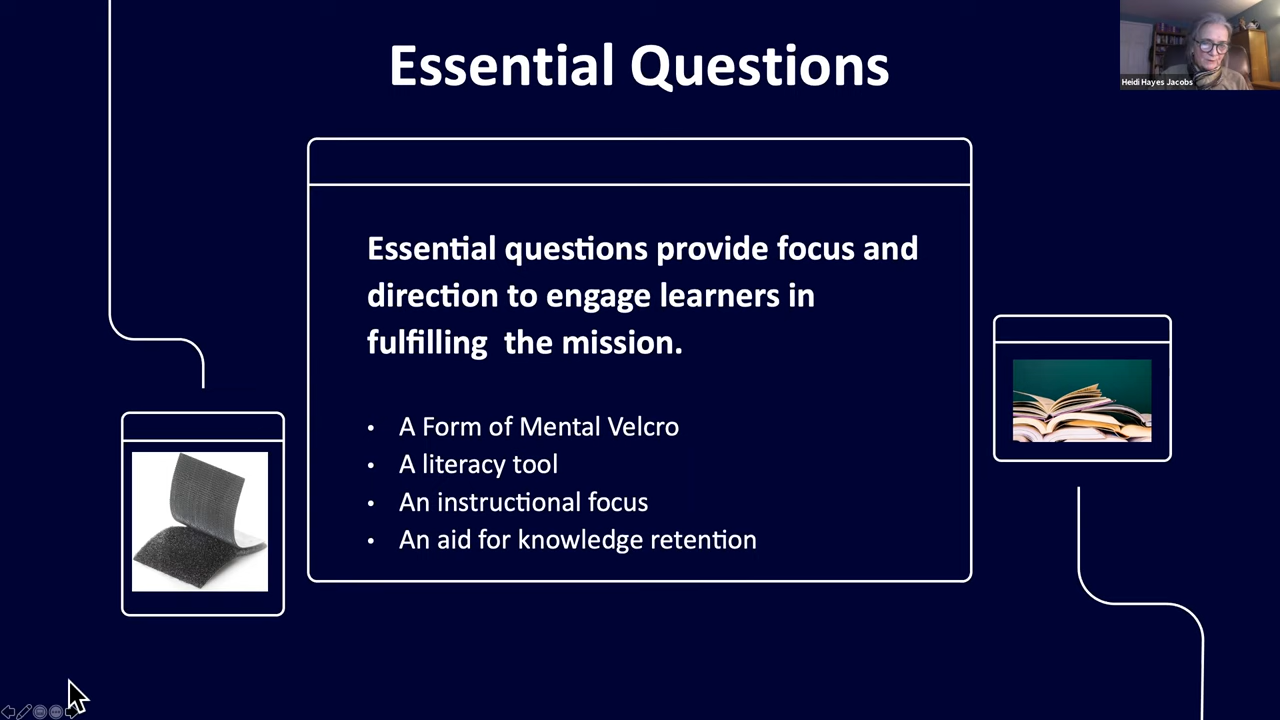 Essential Questions
Heidi Hayes Jacobs
Essential questions provide focus and
direction to engage learners in
fulfilling  the mission.
• A Form of Mental Velcro
• A literacy tool
• An instructional focus
• An aid for knowledge retention